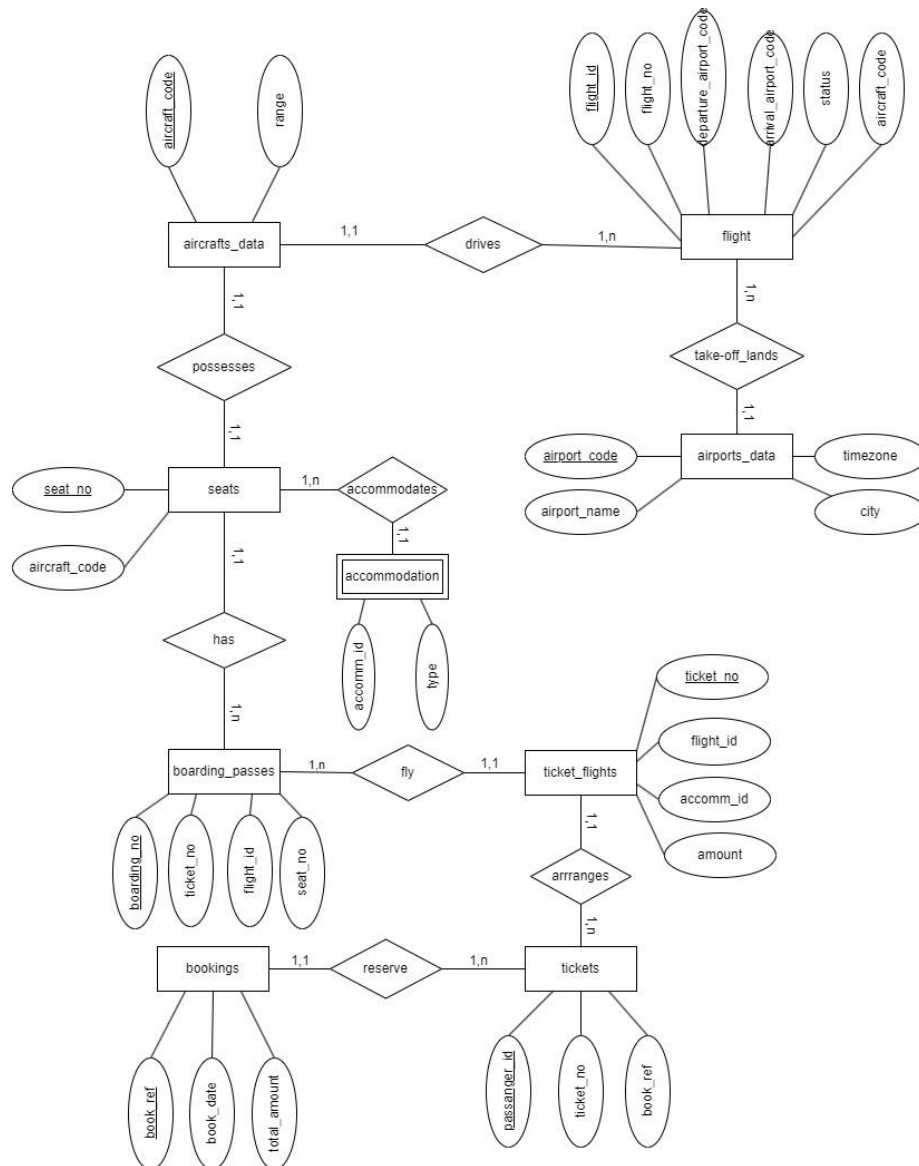 aircraft_code
range
flight_id
flight_no
departure_airport_code
arrival_airport_code
status
aircraft_code
aircrafts_data
1,1
drives
1,n
flight
1,1
1,n
possesses
take-off_lands
1,1
1,1
airport_code
airports_data
timezone
airport_name
city
seat_no
seats
1,n
accommodates
aircraft_code
1,1
1,1
accommodation
accomm_id
type
has
1,n
ticket_no
flight_id
boarding_passes
1,n
fly
1,1
ticket_flights
accomm_id
amount
boarding_no
ticket_no
flight_id
seat_no
1,1
arrranges
1,n
bookings
1,1
reserve
1,n
tickets
book_ref
book_date
total_amount
passanger_id
ticket_no
book_ref